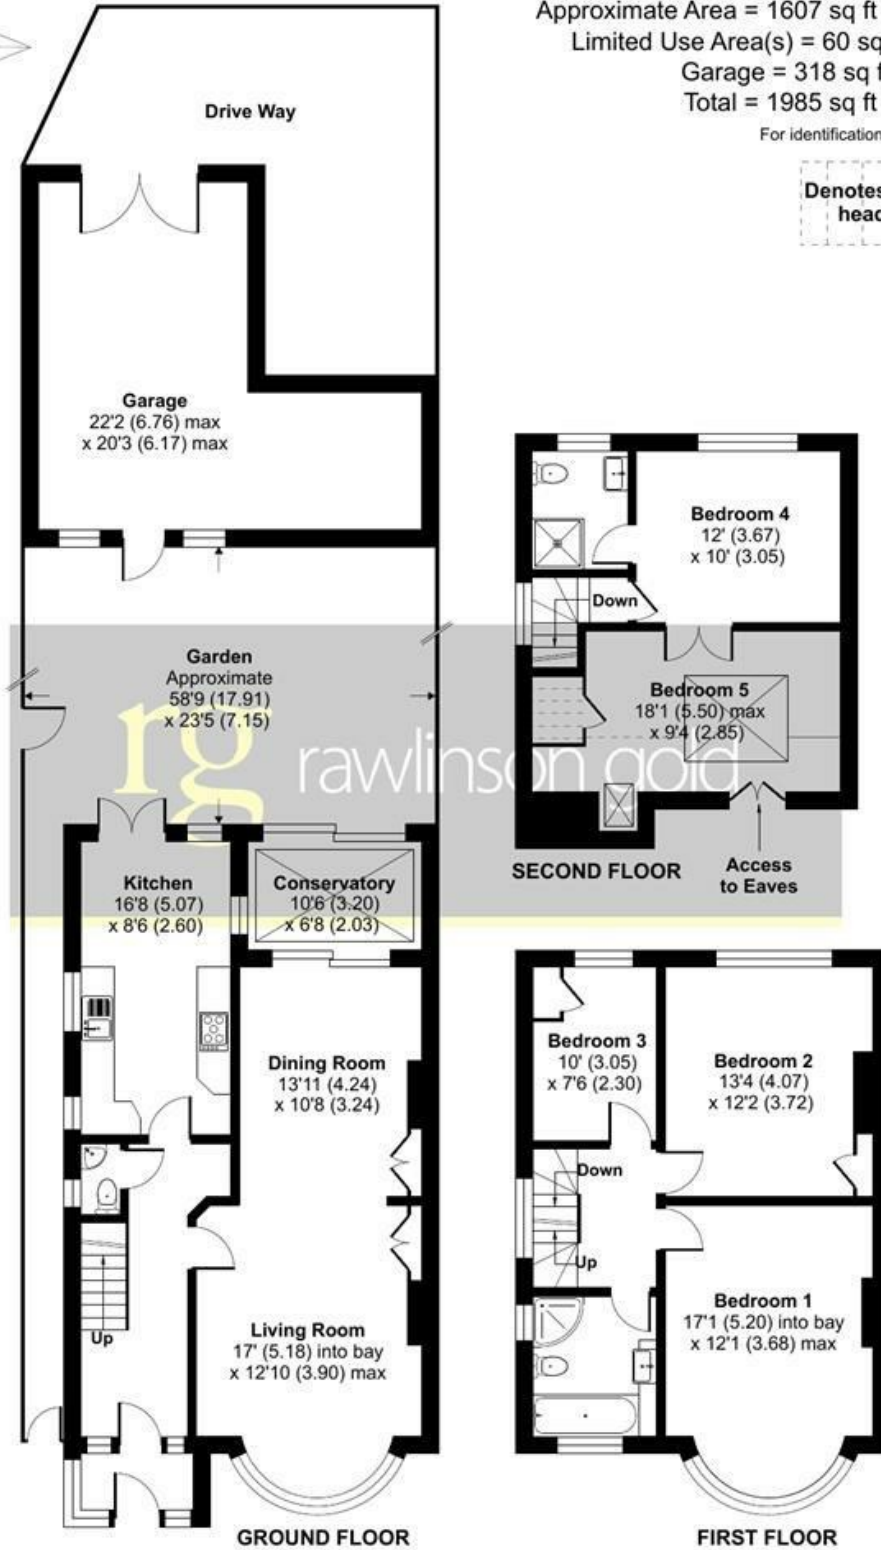 Approximate Area = 1607 sq ft
Limited Use Area(s) = 60 sq
Garage = 318 sq f
Total = 1985 sq ft
For identification
Denotes
head
Drive Way
Garage
22'2 (6.76) max
x 20'3 (6.17) max
Garden
Approximate
58'9 (17.91)
x 23'5 (7.15)
rg rawlinson gold
Kitchen
16'8 (5.07)
x 8'6 (2.60)
Conservatory
10'6 (3.20)
x 6'8 (2.03)
Dining Room
13'11 (4.24)
x 10'8 (3.24)
Up
Living Room
17' (5.18) into bay
x 12'10 (3.90) max
GROUND FLOOR
Bedroom 4
12' (3.67)
x 10' (3.05)
Down
Bedroom 5
18'1 (5.50) max
x 9'4 (2.85)
SECOND FLOOR
Access
to Eaves
Bedroom 3
10' (3.05)
x 7'6 (2.30)
Bedroom 2
13'4 (4.07)
x 12'2 (3.72)
Down
Up
Bedroom 1
17'1 (5.20) into bay
x 12'1 (3.68) max
FIRST FLOOR